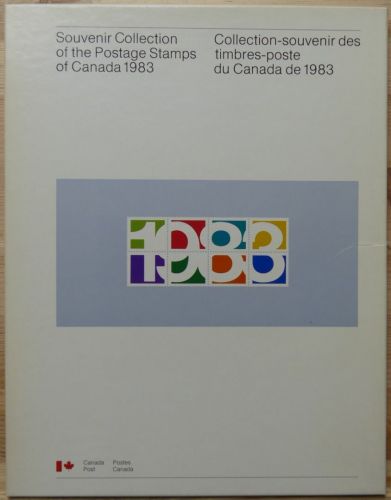 Souvenir Collection
of the Postage Stamps
of Canada 1983
Collection-souvenir des
timbres-poste
du Canada de 1983
1983
Canada Post
Postes Canada